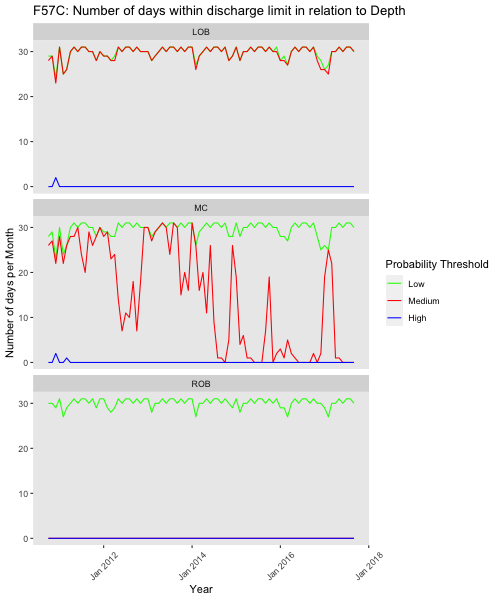 F57C: Number of days within discharge limit in relation to Depth
LOB
30
20
10
0
MC
30
20
10
0
ROB
30
20
10
0
Number of days per Month
Jan 2012
Jan 2014
Jan 2016
Jan 2018
Year
Probability Threshold
Low
Medium
High